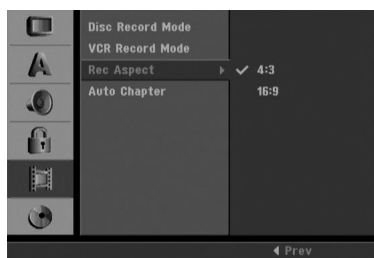 Disc Record Mode
VCR Record Mode
Rec Aspect
4:3
Auto Chapter
16:9
Prev